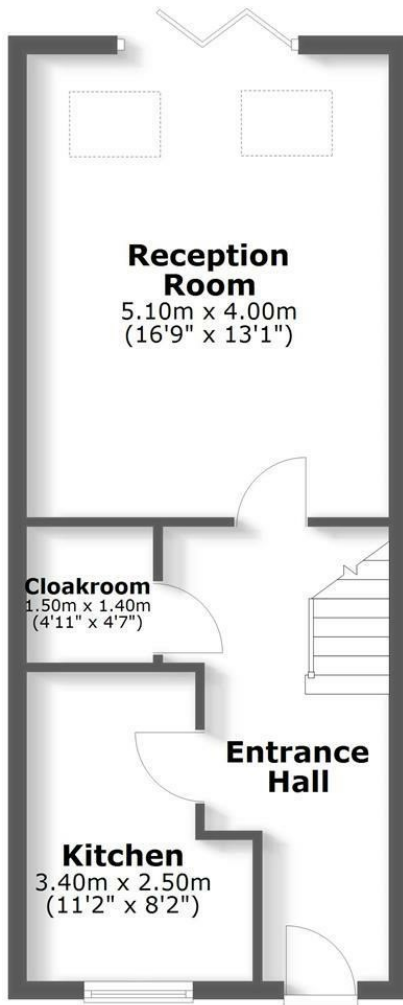 Reception
Room
5.10m x 4.00m
(16'9" x 13'1")
Cloakroom
1.50m x 1.40m
(4'11" x 4'7")
Entrance
Hall
Kitchen
3.40m x 2.50m
(11'2" x 8'2")